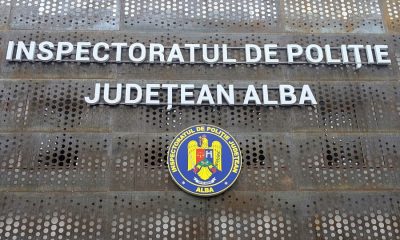 INSPECTORATUL DE POLIȚIE
JUDEȚEAN ALBA
INSPECTORATUL DE POLIȚIE JUDEȚEAN
ALBA